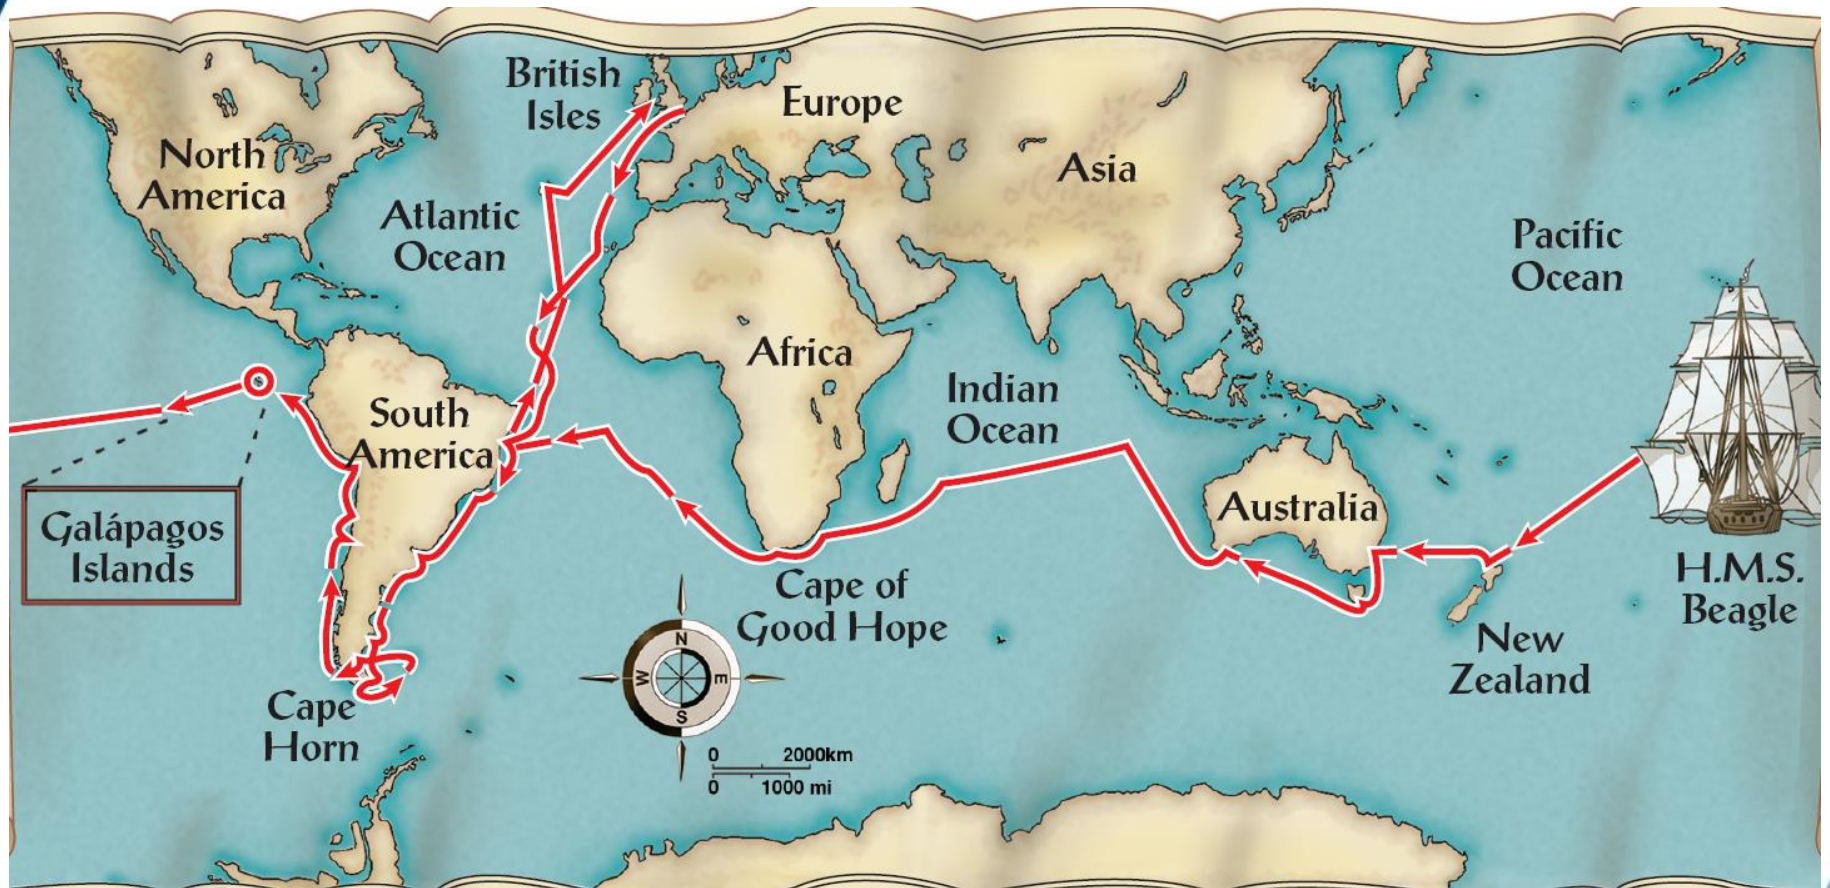 British
Isles
Europe
North
America
Asia
Atlantic
Ocean
Pacific
Ocean
Africa
Indian
Ocean
South
America
Australia
Galápagos
Islands
H.M.S.
Beagle
Cape of
Good Hope
New
Zealand
N
W E
S
Cape
Horn
0 2000km
0 1000 mi